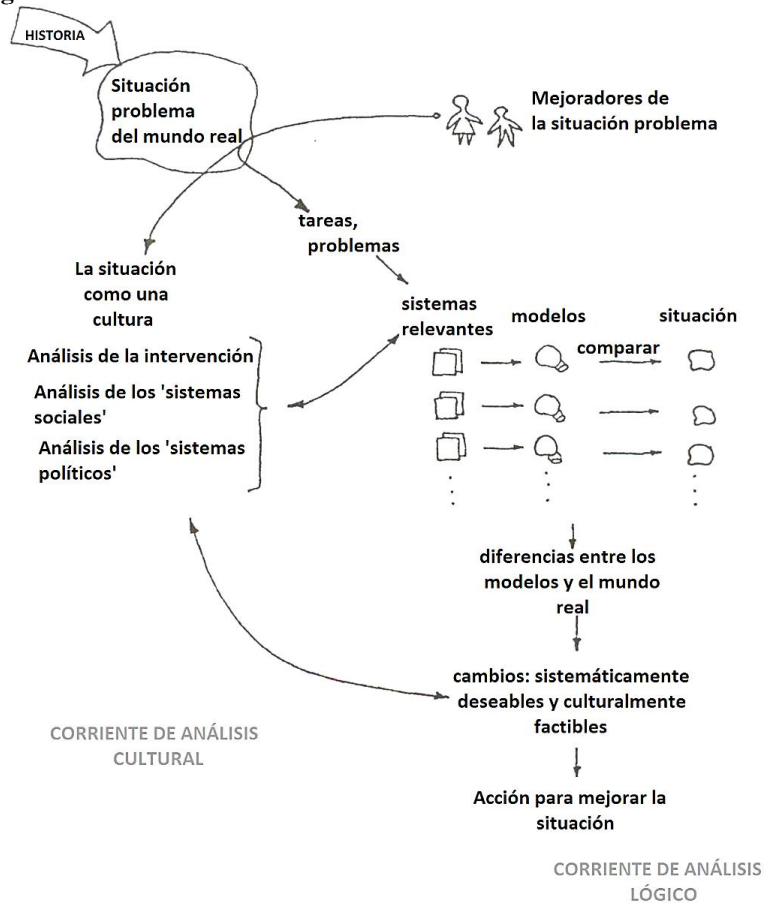 HISTORIA
Situación
problema
del mundo real
Mejoradores de
la situación problema
tareas,
problemas
La situación
como una
cultura
Análisis de la intervención
Análisis de los 'sistemas
sociales'
Análisis de los 'sistemas
políticos'
sistemas
relevantes
modelos
situación
comparar
diferencias entre los
modelos y el mundo
real
cambios: sistemáticamente
deseables y culturalmente
factibles
Acción para mejorar la
situación
CORRIENTE DE ANÁLISIS
CULTURAL
CORRIENTE DE ANÁLISIS
LÓGICO